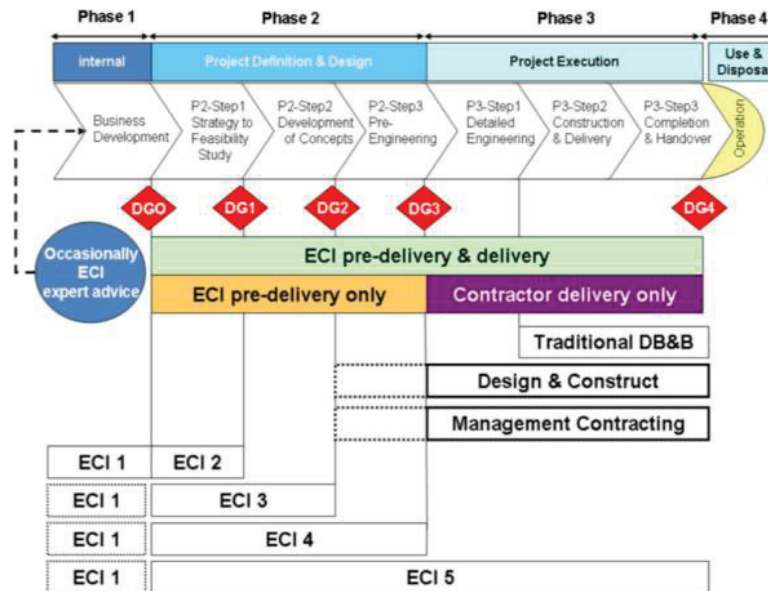 Phase 1
Phase 2
Phase 3
Phase 4
internal
Project Definition & Design
Project Execution
Use &
Disposa
Business
Development
P2-Step1
Strategy to
Feasibility
Study
P2-Step2
Development
of Concepts
P2-Step3
Pre-
Engineering
P3-Step1
Detailed
Engineering
P3-Step2
Construction
& Delivery
P3-Step3
Completion
& Handover
Operation
DG0
DG1
DG2
DG3
DG4
Occasionally
ECI
expert advice
ECI pre-delivery & delivery
ECI pre-delivery only
Contractor delivery only
Traditional DB&B
Design & Construct
Management Contracting
ECI 1
ECI 2
ECI 1
ECI 3
ECI 1
ECI 4
ECI 1
ECI 5